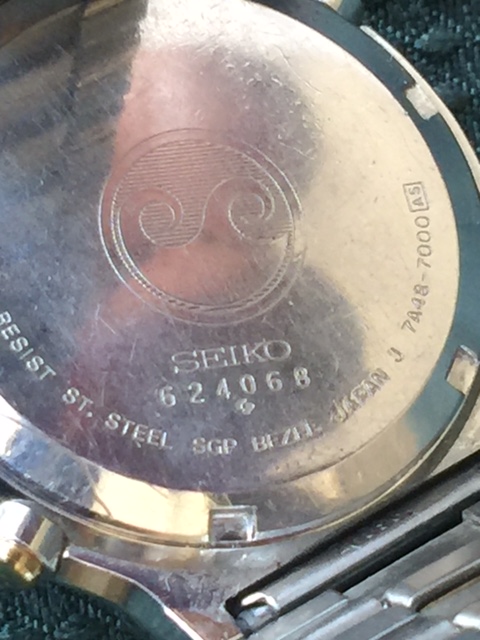 SEIKO
624068
RESIST ST. STEEL SGP BEZEL JAPAN J 7A48-7000 A5